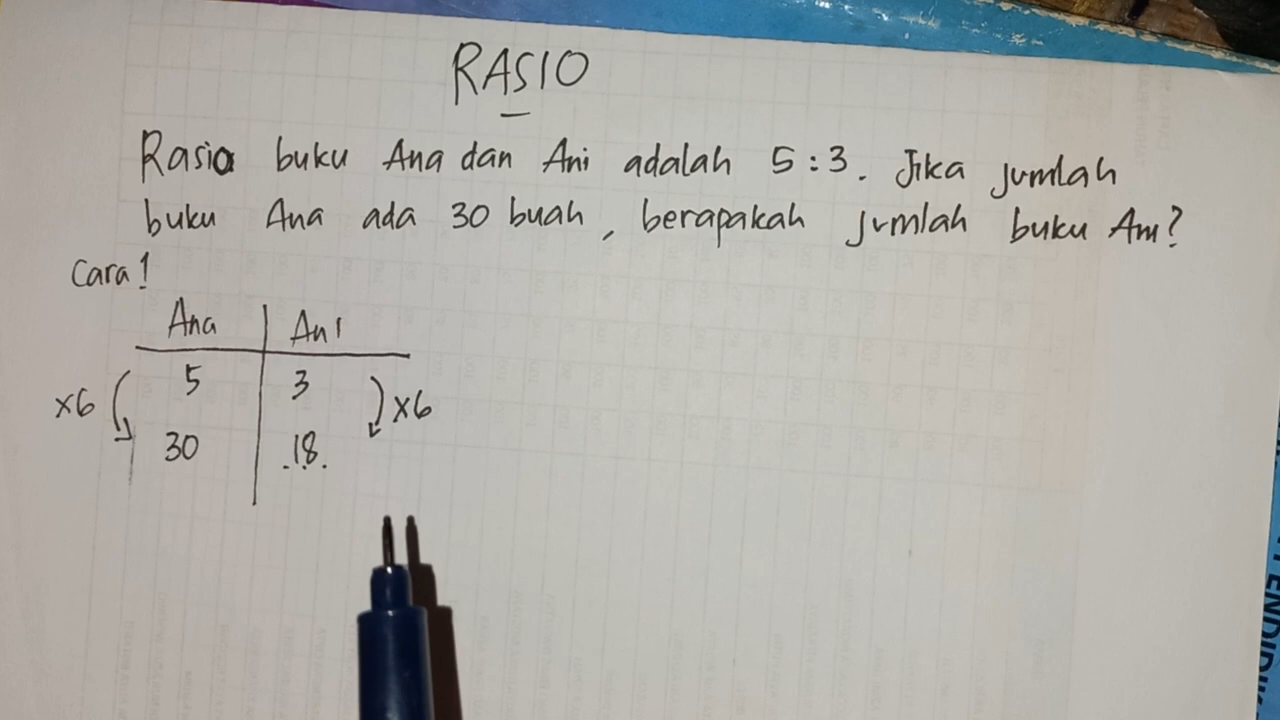 RASIO
Rasio buku Ana dan Ani adalah 5 : 3. Jika jumlah
buku Ana ada 30 buah, berapakah jumlah buku Ani?
Cara!
Ana | Ani
x6 5 3 x6
30 .18.